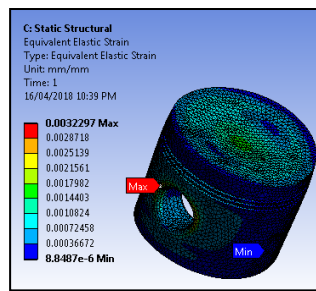 C: Static Structural
Equivalent Elastic Strain
Type: Equivalent Elastic Strain
Unit: mm/mm
Time: 1
16/04/2018 10:39 PM
0.0032297 Max
0.0028718
0.0025139
0.0021561
0.0017982
0.0014403
0.0010824
0.00072458
0.00036672
8.8487e-6 Min
Max
Min